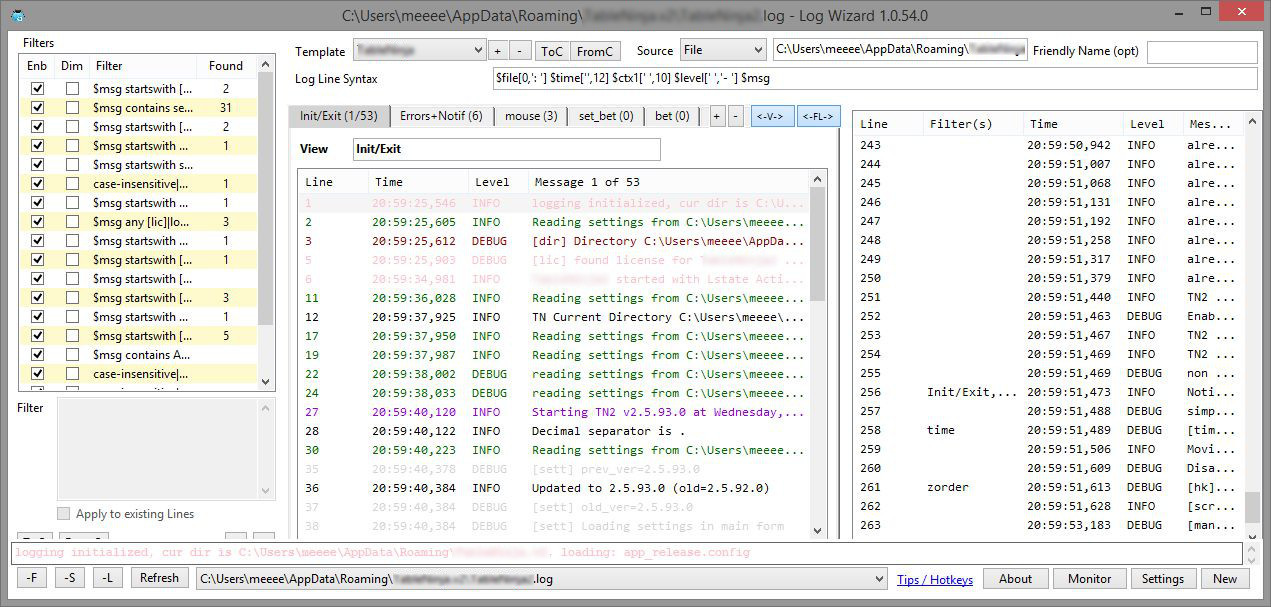 C:\Users\meeee\AppData\Roaming\ .log - Log Wizard 1.0.54.0
Filters
Enb Dim Filter Found
$msg startswith [... 2
$msg contains se... 31
$msg startswith [... 2
$msg startswith ... 1
$msg startswith s...
case-insensitive|... 1
$msg startswith ... 1
$msg any [lic]|lo... 3
$msg startswith ... 1
$msg startswith [... 1
$msg startswith [...
$msg startswith [... 3
$msg startswith ... 1
$msg startswith [... 5
$msg contains A...
case-insensitive|...
Filter
Apply to existing Lines
Template + - ToC FromC Source File C:\Users\meeee\AppData\Roaming\ Friendly Name (opt)
Log Line Syntax $file[0,': '] $time['',12] $ctx1[' ',10] $level[' ','- '] $msg
Init/Exit (1/53) Errors+Notif (6) mouse (3) set_bet (0) bet (0) + - <-V-> <-FL->
View Init/Exit
Line Time Level Message 1 of 53
1 20:59:25,546 INFO logging initialized, cur dir is C:\U...
2 20:59:25,605 INFO Reading settings from C:\Users\meeee...
3 20:59:25,612 DEBUG [dir] Directory C:\Users\meeee\AppDa...
5 20:59:25,903 DEBUG [lic] found license for ...
6 20:59:34,981 INFO started with Lstate Acti...
11 20:59:36,028 INFO Reading settings from C:\Users\meeee...
12 20:59:37,925 INFO TN Current Directory C:\Users\meeee\...
17 20:59:37,950 INFO Reading settings from C:\Users\meeee...
19 20:59:37,987 INFO Reading settings from C:\Users\meeee...
22 20:59:38,002 DEBUG reading settings from C:\Users\meeee...
24 20:59:38,033 DEBUG reading settings from C:\Users\meeee...
27 20:59:40,120 INFO Starting TN2 v2.5.93.0 at Wednesday,...
28 20:59:40,122 INFO Decimal separator is .
30 20:59:40,223 INFO Reading settings from C:\Users\meeee...
35 20:59:40,378 DEBUG [sett] prev_ver=2.5.93.0
36 20:59:40,384 INFO Updated to 2.5.93.0 (old=2.5.92.0)
37 20:59:40,384 DEBUG [sett] old_ver=2.5.93.0
38 20:59:40,384 DEBUG [sett] Loading settings in main form
Line Filter(s) Time Level Mes...
243 20:59:50,942 INFO alre...
244 20:59:51,007 INFO alre...
245 20:59:51,068 INFO alre...
246 20:59:51,131 INFO alre...
247 20:59:51,192 INFO alre...
248 20:59:51,258 INFO alre...
249 20:59:51,317 INFO alre...
250 20:59:51,379 INFO alre...
251 20:59:51,440 INFO TN2 ...
252 20:59:51,463 DEBUG Enab...
253 20:59:51,467 INFO TN2 ...
254 20:59:51,469 INFO TN2 ...
255 20:59:51,469 DEBUG non ...
256 Init/Exit,... 20:59:51,473 INFO Noti...
257 20:59:51,488 DEBUG simp...
258 time 20:59:51,489 DEBUG [tim...
259 20:59:51,506 INFO Movi...
260 20:59:51,609 DEBUG Disa...
261 zorder 20:59:51,613 DEBUG [hk]...
262 20:59:51,628 INFO [scr...
263 20:59:53,183 DEBUG [man...
logging initialized, cur dir is C:\Users\meeee\AppData\Roaming\ , loading: app_release.config
-F -S -L Refresh C:\Users\meeee\AppData\Roaming\ .log Tips / Hotkeys About Monitor Settings New